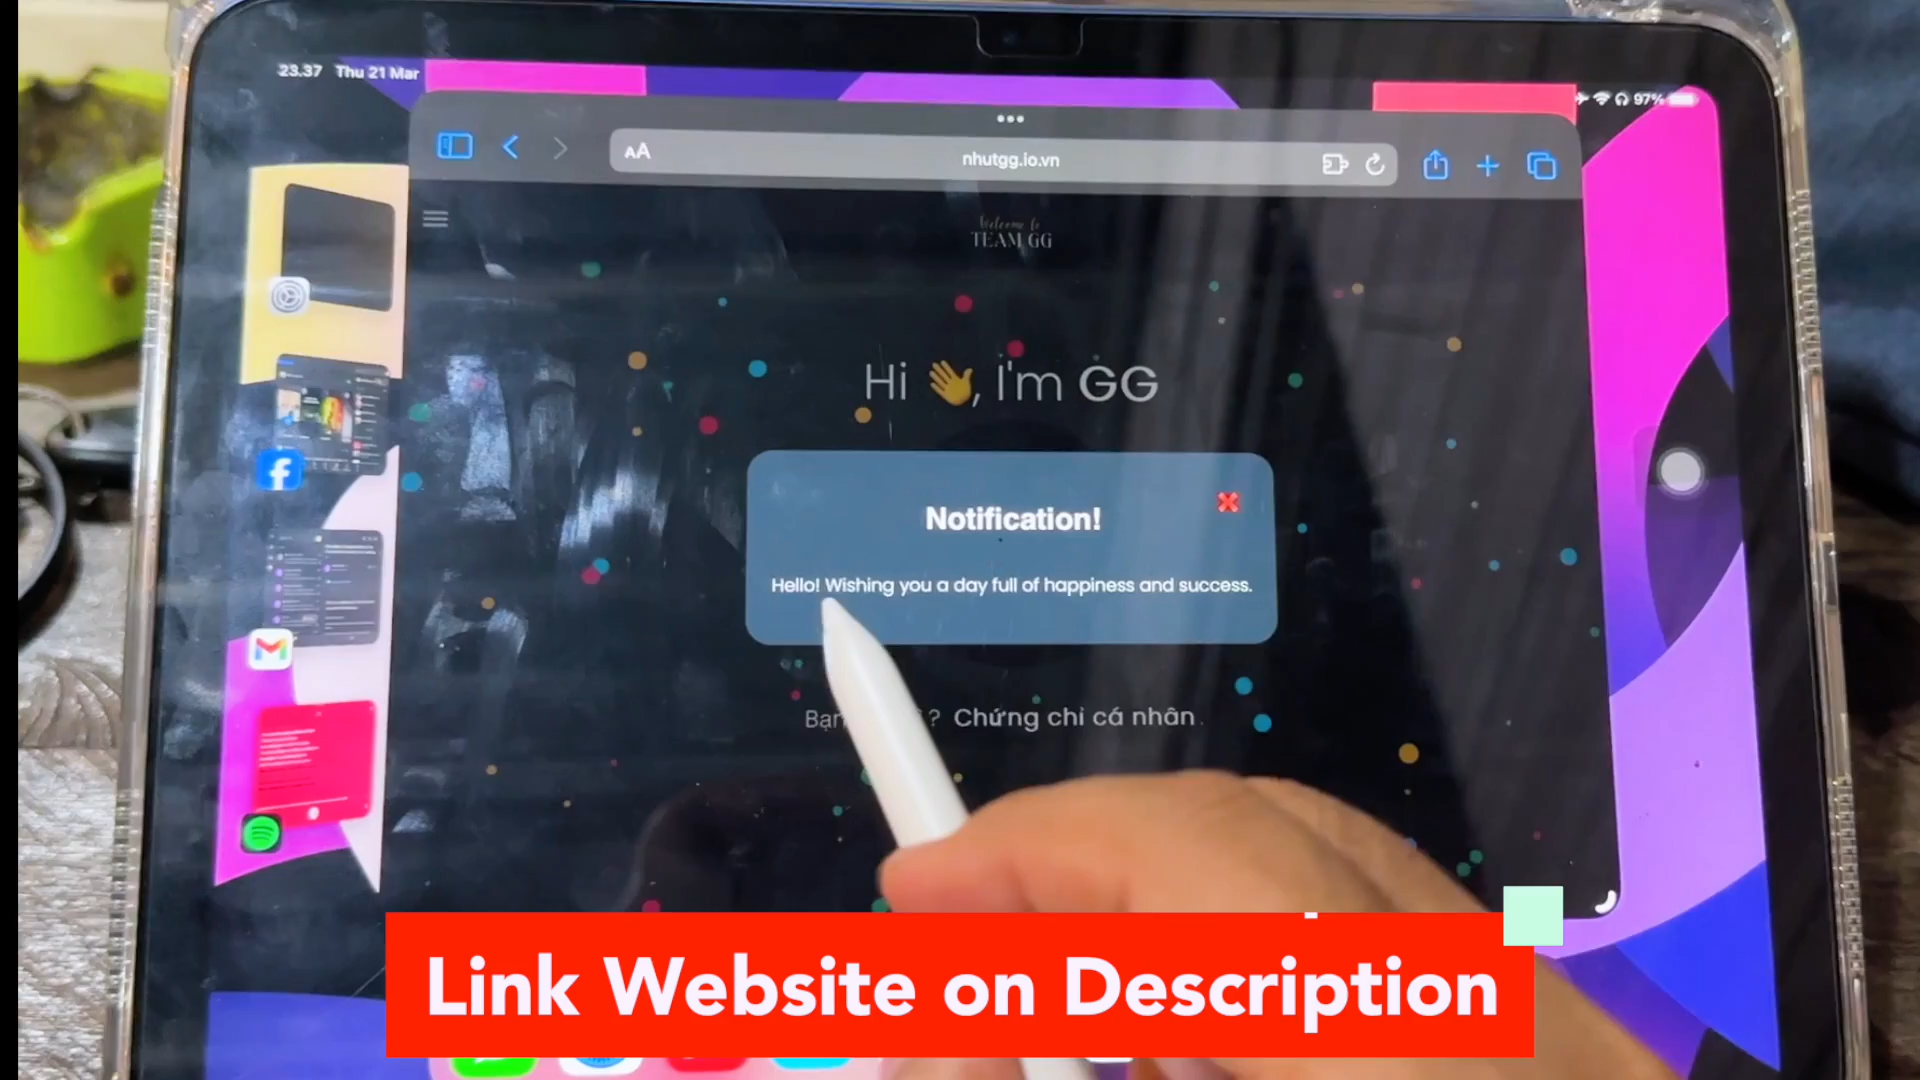 23.37 Thu 21 Mar
97%
AA
nhutgg.io.vn
Welcome to
TEAM GG
Hi 👋, I'm GG
Notification!
Hello! Wishing you a day full of happiness and success.
? Chứng chỉ cá nhân
Link Website on Description